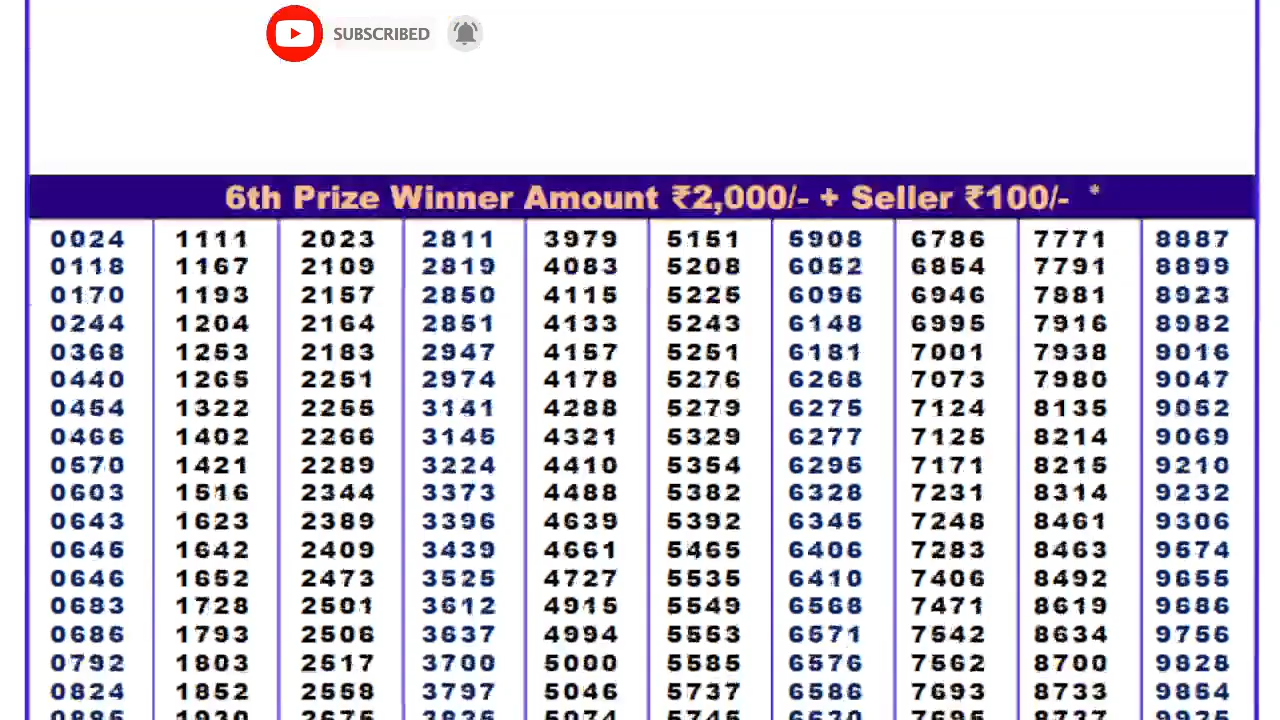 SUBSCRIBED
6th Prize Winner Amount ₹2,000/- + Seller ₹100/- *
0024 1111 2023 2811 3979 5151 5908 6786 7771 8887
0118 1167 2109 2819 4083 5208 6052 6854 7791 8899
0170 1193 2157 2850 4115 5225 6096 6946 7881 8923
0244 1204 2164 2851 4133 5243 6148 6995 7916 8982
0368 1253 2183 2947 4157 5251 6181 7001 7938 9016
0440 1265 2251 2974 4178 5276 6268 7073 7980 9047
0454 1322 2255 3141 4288 5279 6275 7124 8135 9052
0466 1402 2266 3145 4321 5329 6277 7125 8214 9069
0570 1421 2289 3224 4410 5354 6295 7171 8215 9210
0603 1516 2344 3373 4488 5382 6328 7231 8314 9232
0643 1623 2389 3396 4639 5392 6345 7248 8461 9306
0645 1642 2409 3439 4661 5465 6406 7283 8463 9574
0646 1652 2473 3525 4727 5535 6410 7406 8492 9655
0683 1728 2501 3612 4915 5549 6568 7471 8619 9686
0686 1793 2506 3637 4994 5553 6571 7542 8634 9756
0792 1803 2517 3700 5000 5585 6576 7562 8700 9828
0824 1852 2558 3797 5046 5737 6586 7693 8733 9854